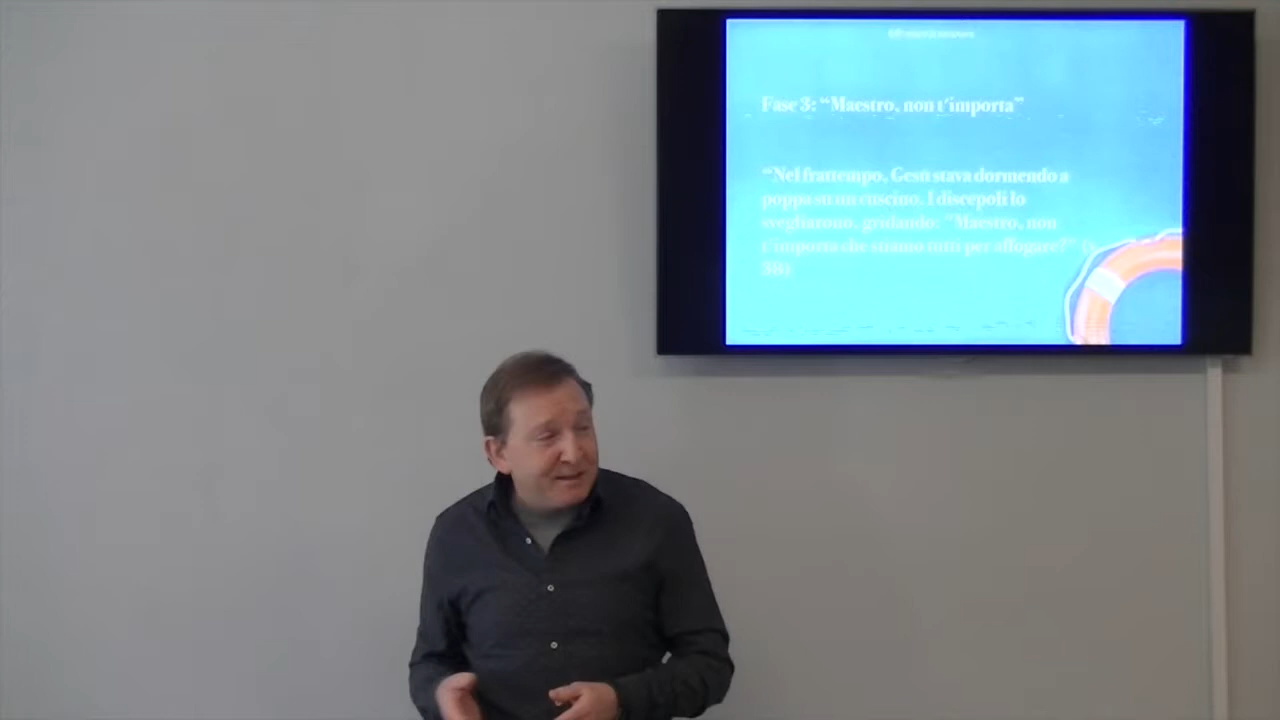 Fase 3: “Maestro, non t'importa”
“Nel frattempo, Gesù stava dormendo a
poppa su un cuscino. I discepoli lo
svegliarono, gridando: “Maestro, non
t'importa che stiamo tutti per affogare?” (v
38)